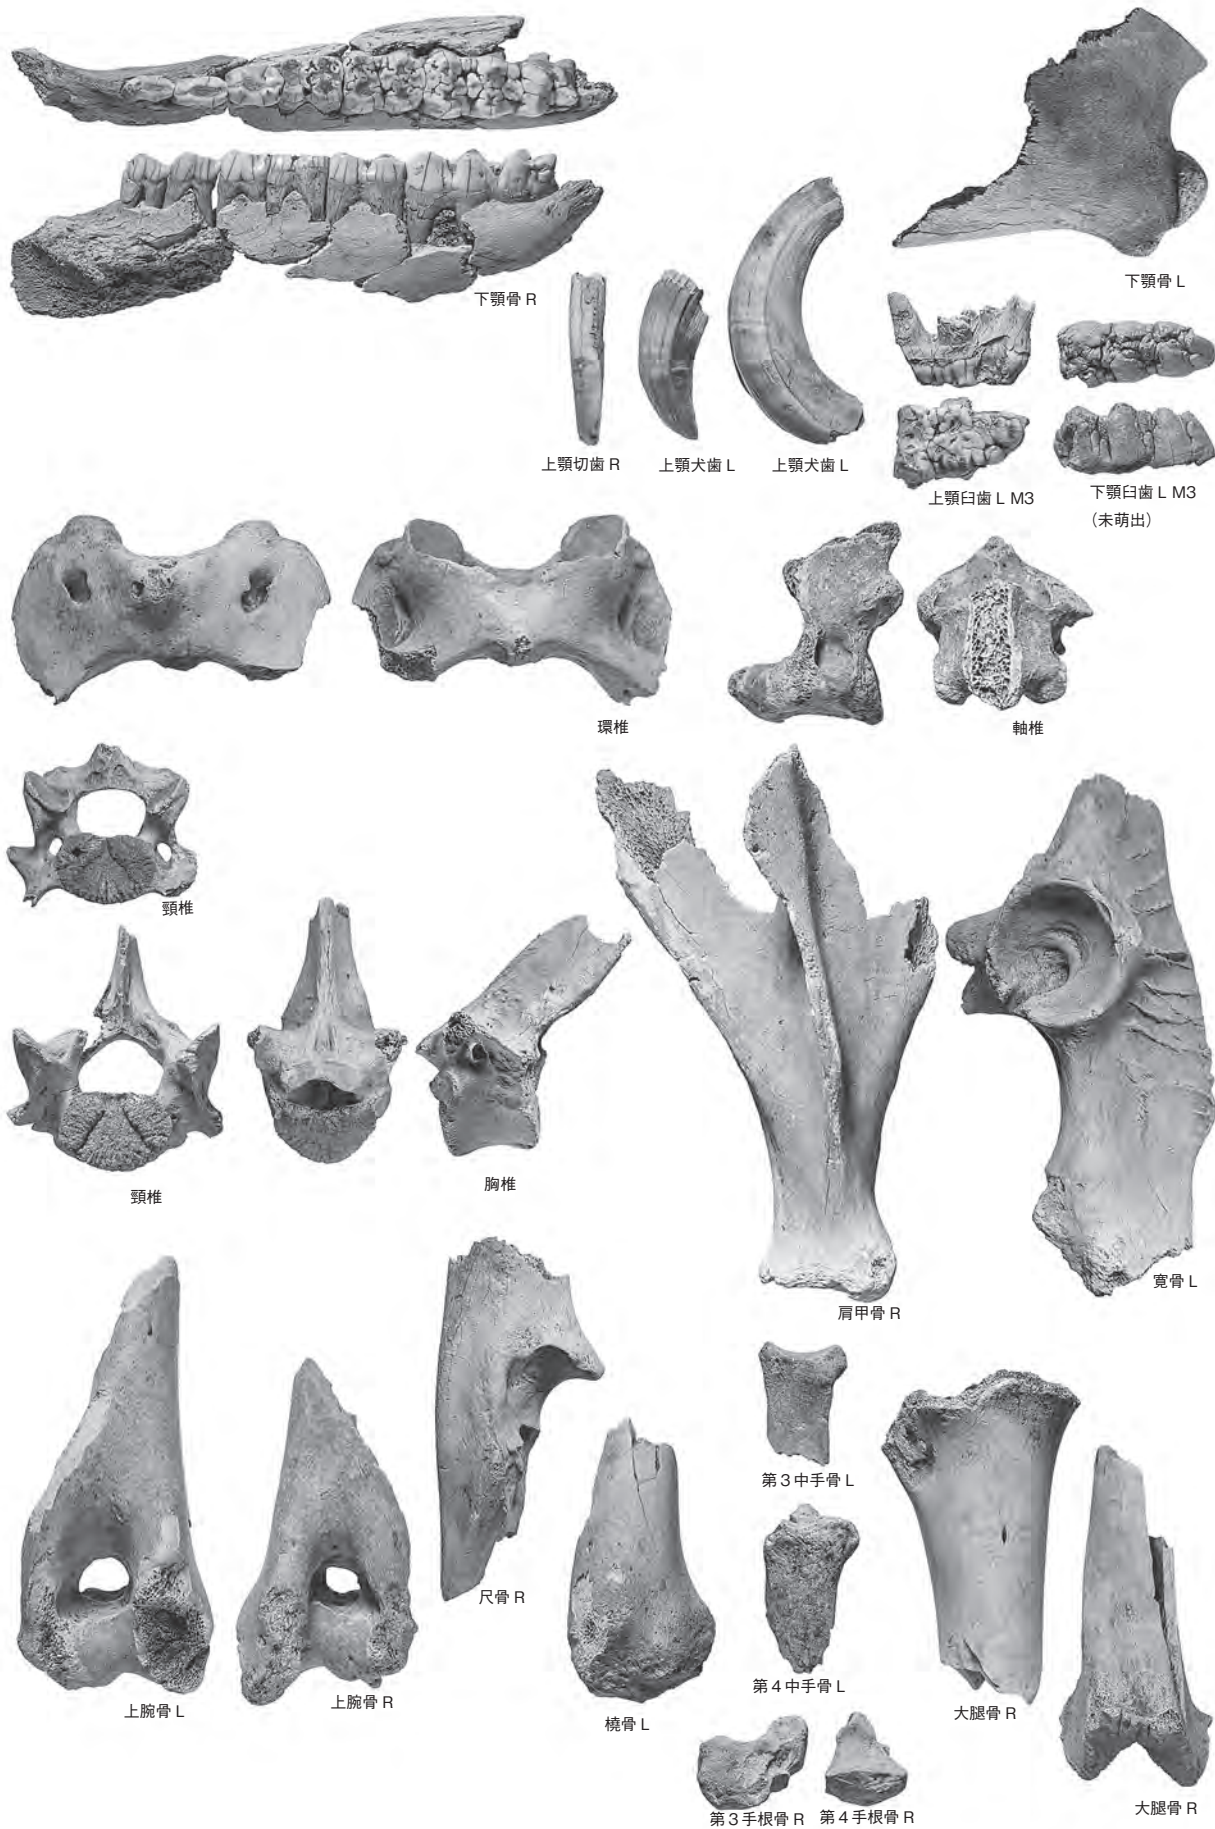 下顎骨 R
下顎骨 L
上顎切歯 R
上顎犬歯 L
上顎犬歯 L
上顎臼歯 L M3
下顎臼歯 L M3
（未萌出）
環椎
軸椎
頸椎
頸椎
胸椎
肩甲骨 R
寛骨 L
上腕骨 L
上腕骨 R
尺骨 R
橈骨 L
第３中手骨 L
第４中手骨 L
第３手根骨 R
第４手根骨 R
大腿骨 R
大腿骨 R